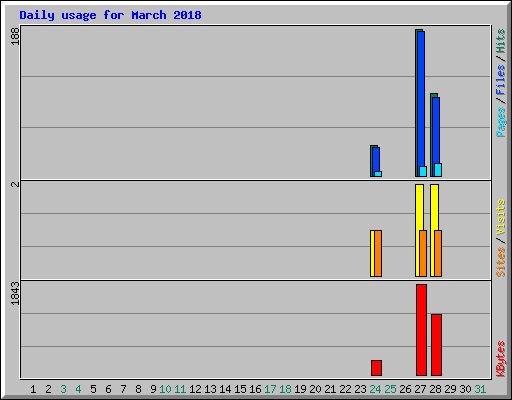 Daily usage for March 2018
188
Pages/Files/Hits
2
Sites/Visits
1843
KBytes
1 2 3 4 5 6 7 8 9 10 11 12 13 14 15 16 17 18 19 20 21 22 23 24 25 26 27 28 29 30 31